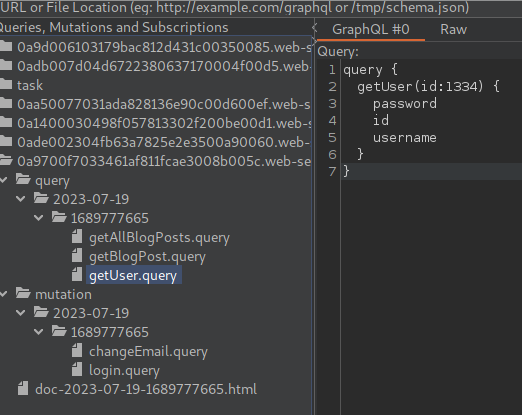 URL or File Location (eg: http://example.com/graphql or /tmp/schema.json)
Queries, Mutations and Subscriptions
0a9d006103179bac812d431c00350085.web-s
0adb007d04d6722380637170004f00d5.web-
task
0aa50077031ada828136e90c00d600ef.web-s
0a1400030498f057813302f200be00d1.web-s
0ade002304fb63a7825e2e3500a90060.web-
0a9700f7033461af811fcae3008b005c.web-se
query
2023-07-19
1689777665
getAllBlogPosts.query
getBlogPost.query
getUser.query
mutation
2023-07-19
1689777665
changeEmail.query
login.query
doc-2023-07-19-1689777665.html
GraphQL #0 Raw
Query:
1 query {
2 getUser(id:1334) {
3 password
4 id
5 username
6 }
7 }